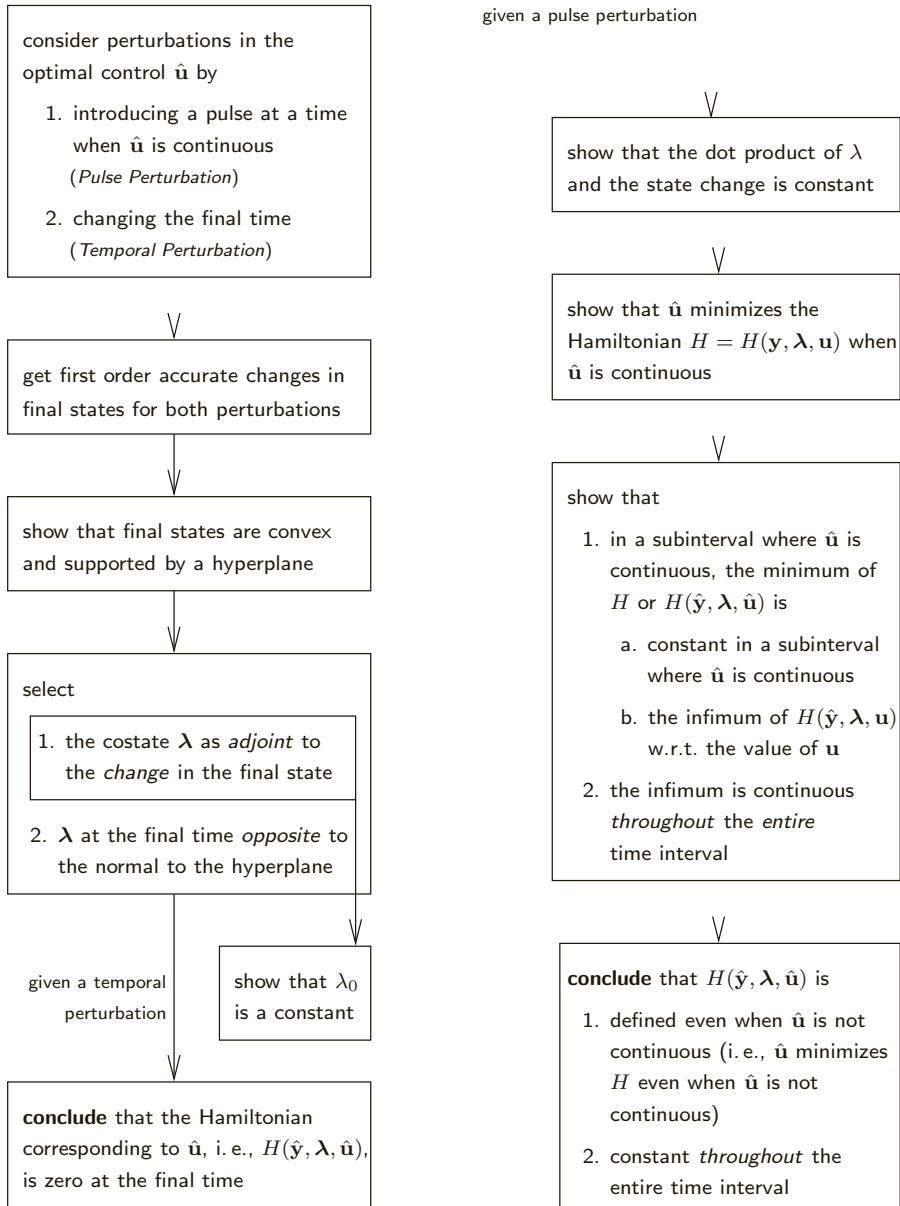 consider perturbations in the
optimal control û by
1. introducing a pulse at a time
when û is continuous
(Pulse Perturbation)
2. changing the final time
(Temporal Perturbation)
get first order accurate changes in
final states for both perturbations
show that final states are convex
and supported by a hyperplane
select
1. the costate λ as adjoint to
the change in the final state
2. λ at the final time opposite to
the normal to the hyperplane
given a temporal
perturbation
show that λ₀
is a constant
conclude that the Hamiltonian
corresponding to û, i. e., H(ŷ, λ, û),
is zero at the final time
given a pulse perturbation
show that the dot product of λ
and the state change is constant
show that û minimizes the
Hamiltonian H = H(y, λ, u) when
û is continuous
show that
1. in a subinterval where û is
continuous, the minimum of
H or H(ŷ, λ, û) is
a. constant in a subinterval
where û is continuous
b. the infimum of H(ŷ, λ, u)
w.r.t. the value of u
2. the infimum is continuous
throughout the entire
time interval
conclude that H(ŷ, λ, û) is
1. defined even when û is not
continuous (i. e., û minimizes
H even when û is not
continuous)
2. constant throughout the
entire time interval